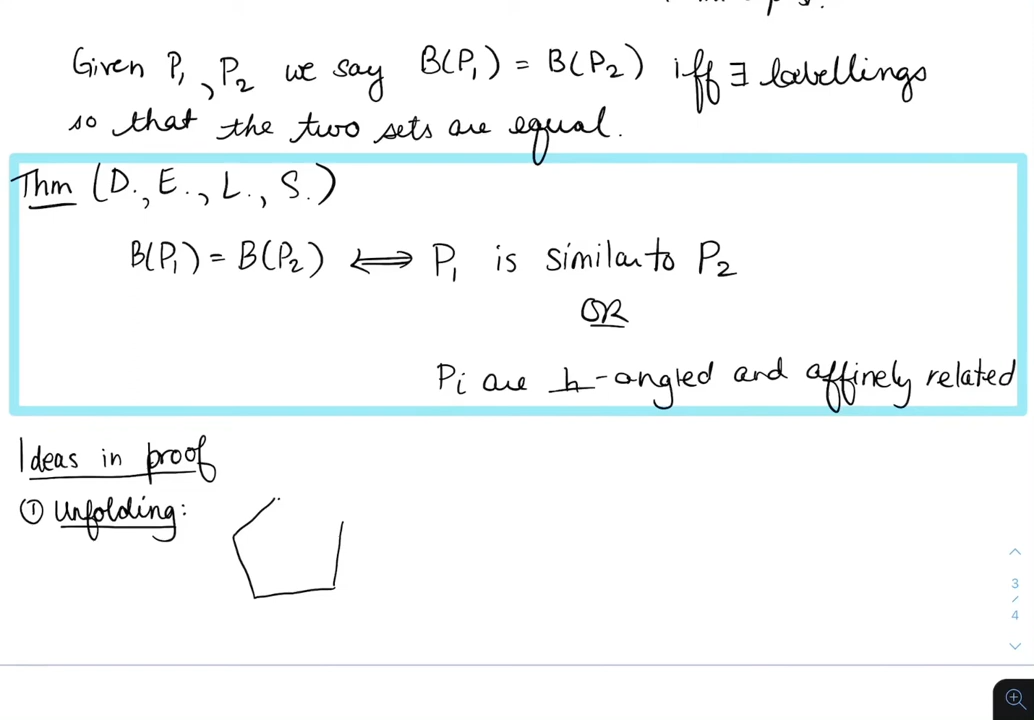 Given P₁, P₂ we say B(P₁) = B(P₂) iff ∃ labellings
so that the two sets are equal.
Thm (D., E., L., S.)
B(P₁) = B(P₂) ⟺ P₁ is similar to P₂
OR
Pi are h-angled and affinely related
Ideas in proof
① Unfolding:
3
/
4